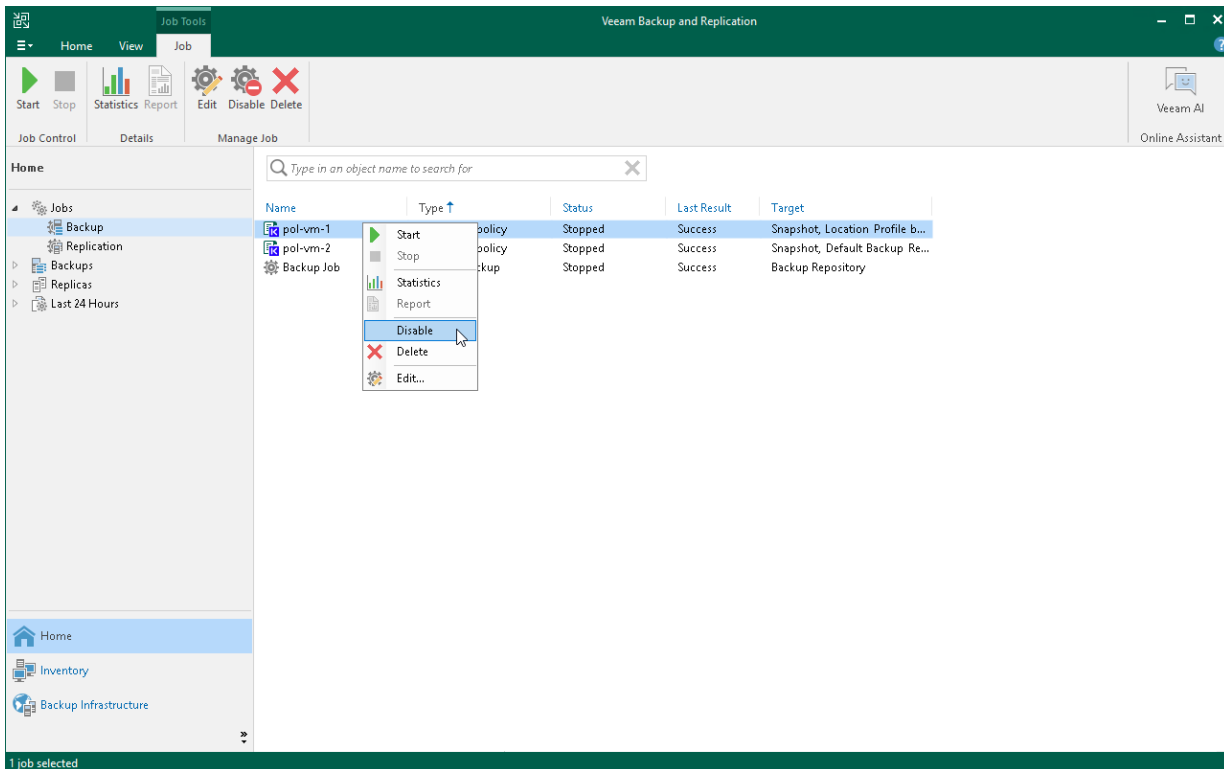 Job Tools
Veeam Backup and Replication
Home View Job
Start Stop Statistics Report Edit Disable Delete
Veeam AI
Job Control Details Manage Job Online Assistant
Home
Type in an object name to search for
Jobs
Backup
Replication
Backups
Replicas
Last 24 Hours
Name Type Status Last Result Target
pol-vm-1 policy Stopped Success Snapshot, Location Profile b...
pol-vm-2 policy Stopped Success Snapshot, Default Backup Re...
Backup Job Stopped Success Backup Repository
Start
Stop
Statistics
Report
Disable
Delete
Edit...
Home
Inventory
Backup Infrastructure
1 job selected